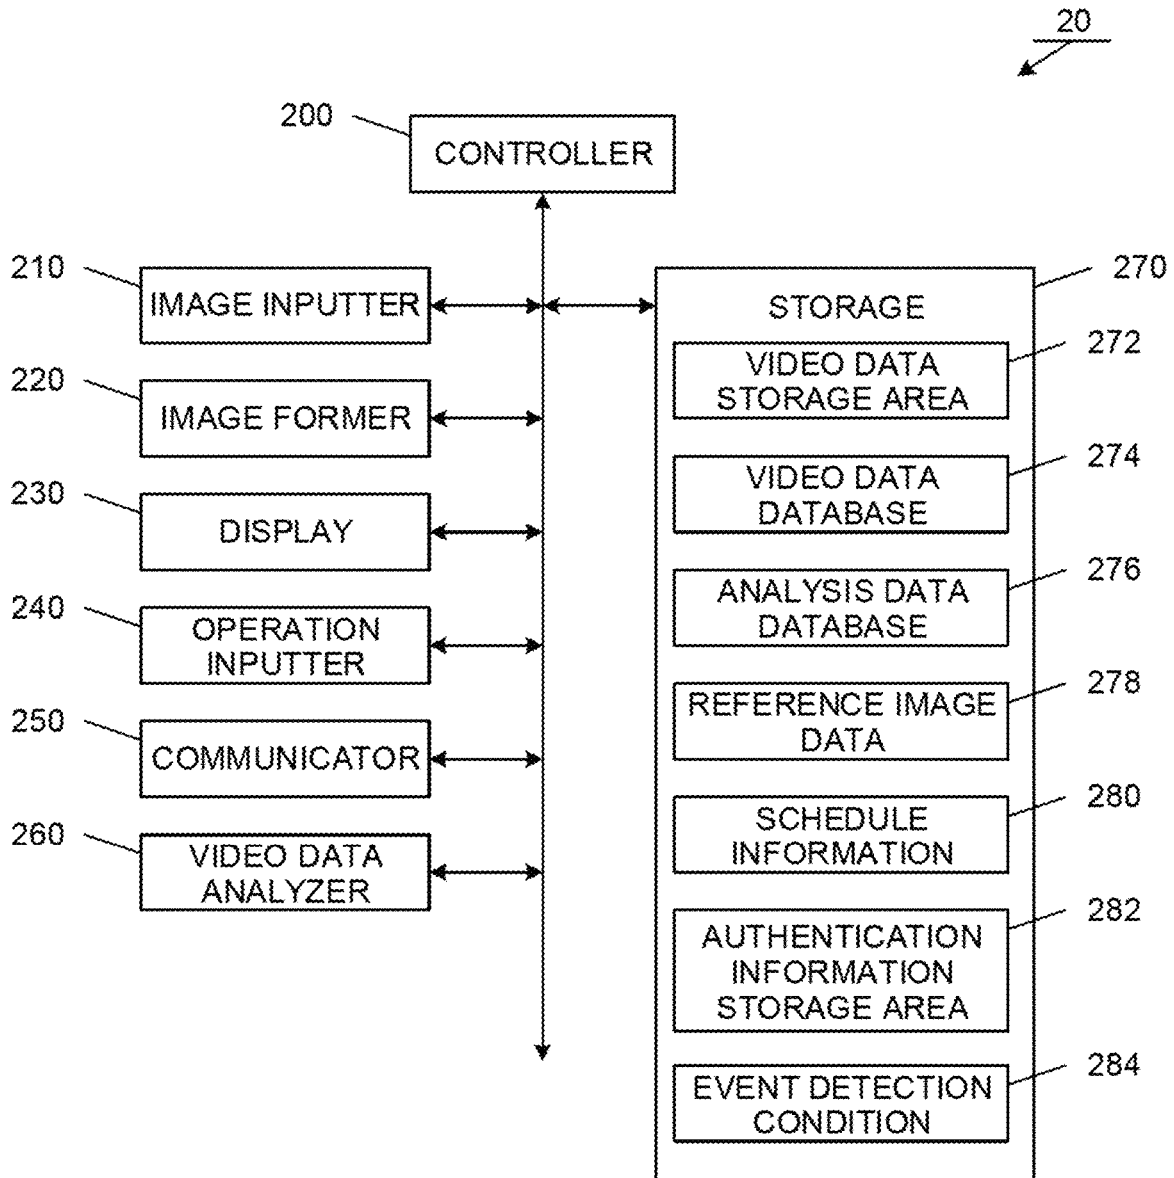 20
200
CONTROLLER
210
IMAGE INPUTTER
220
IMAGE FORMER
230
DISPLAY
240
OPERATION
INPUTTER
250
COMMUNICATOR
260
VIDEO DATA
ANALYZER
270
STORAGE
272
VIDEO DATA
STORAGE AREA
274
VIDEO DATA
DATABASE
276
ANALYSIS DATA
DATABASE
278
REFERENCE IMAGE
DATA
280
SCHEDULE
INFORMATION
282
AUTHENTICATION
INFORMATION
STORAGE AREA
284
EVENT DETECTION
CONDITION